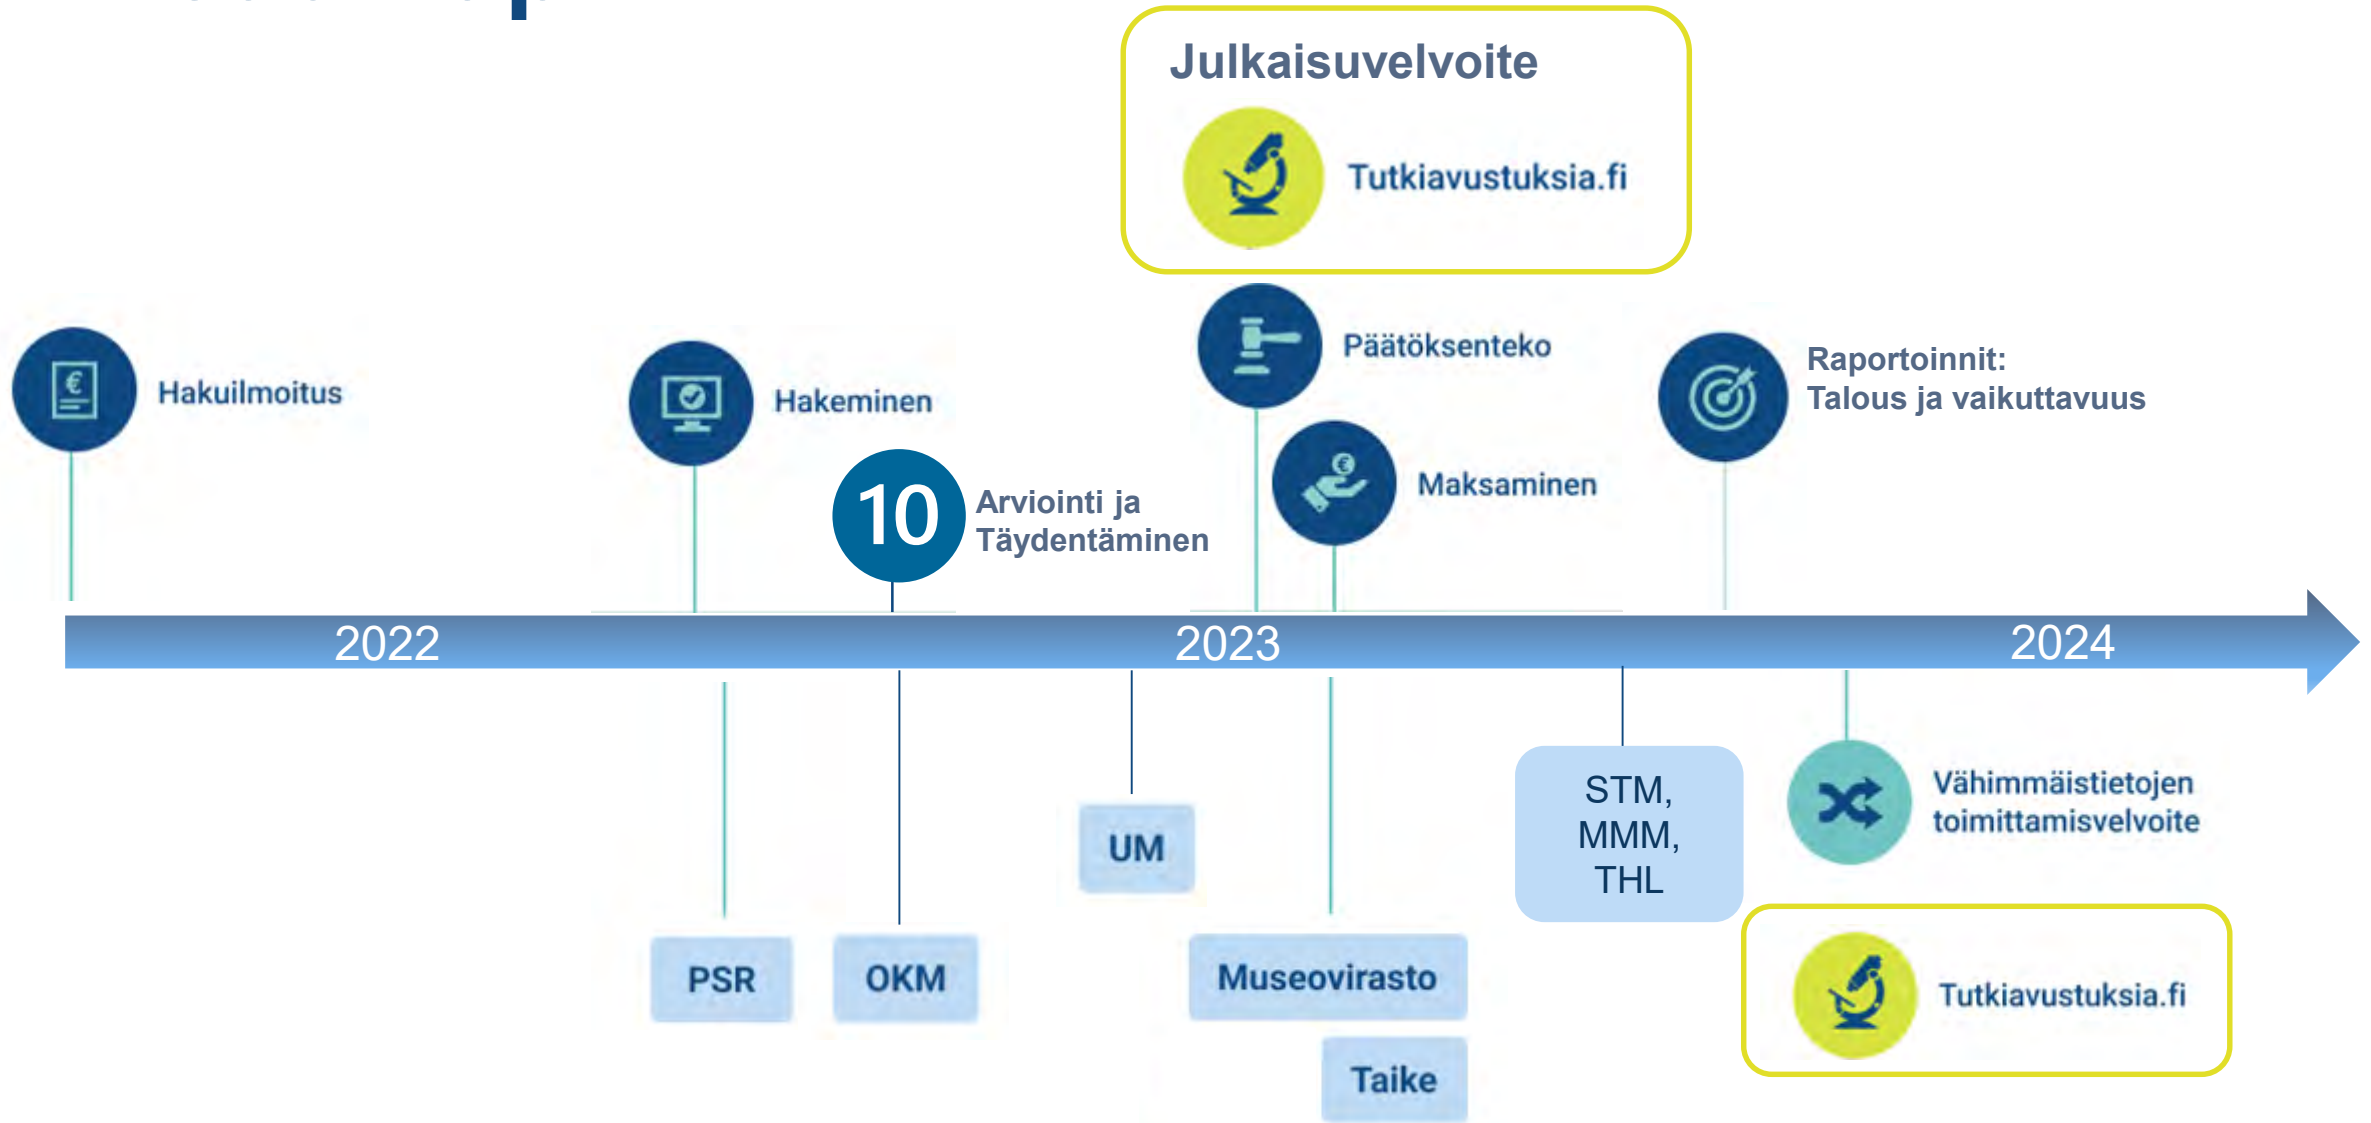 Julkaisuvelvoite
Tutkiavustuksia.fi
Hakuilmoitus
Hakeminen
10
Arviointi ja
Täydentäminen
Päätöksenteko
Maksaminen
Raportoinnit:
Talous ja vaikuttavuus
2022
2023
2024
PSR
OKM
UM
Museovirasto
Taike
STM,
MMM,
THL
Vähimmäistietojen
toimittamisvelvoite
Tutkiavustuksia.fi